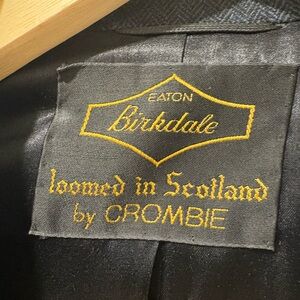 EATON
Birkdale
loomed in Scotland
by CROMBIE